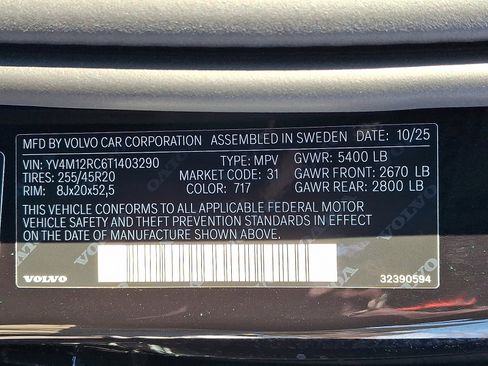 MFD BY VOLVO CAR CORPORATION ASSEMBLED IN SWEDEN DATE: 10/25
VIN: YV4M12RC6T1403290 TYPE: MPV GVWR: 5400 LB
TIRES: 255/45R20 MARKET CODE: 31 GAWR FRONT: 2670 LB
RIM: 8Jx20x52,5 COLOR: 717 GAWR REAR: 2800 LB
THIS VEHICLE CONFORMS TO ALL APPLICABLE FEDERAL MOTOR
VEHICLE SAFETY AND THEFT PREVENTION STANDARDS IN EFFECT
ON THE DATE OF MANUFACTURE SHOWN ABOVE.
VOLVO 32390594